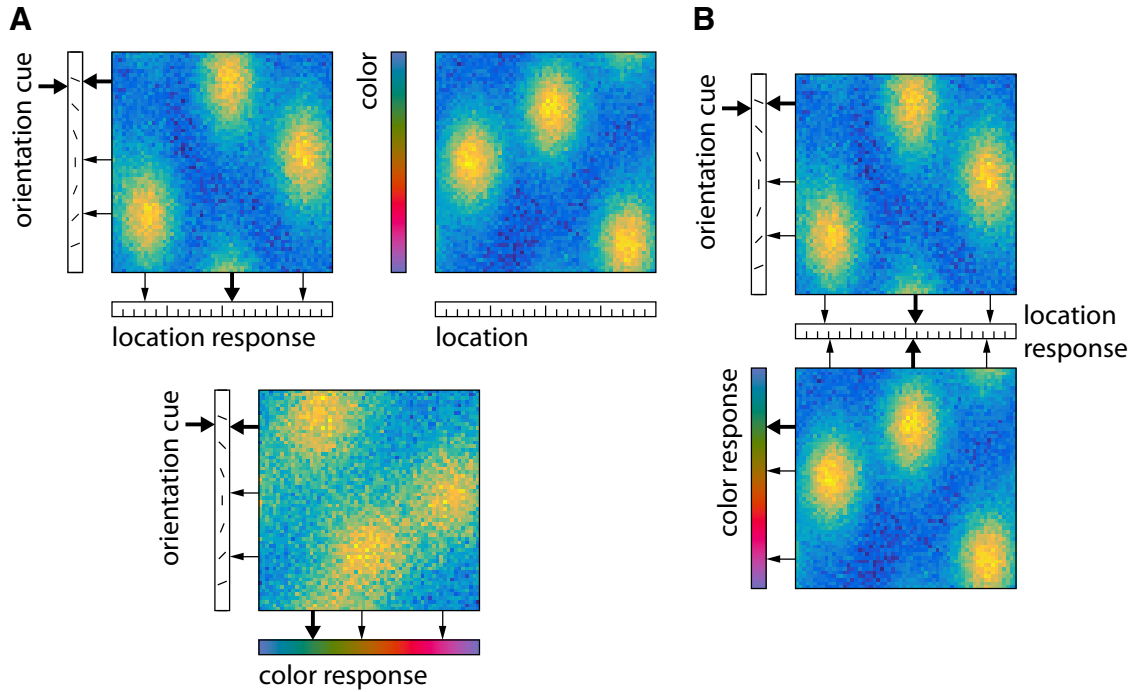 A
B
orientation cue
location response
color
location
orientation cue
color response
orientation cue
location
response
color response